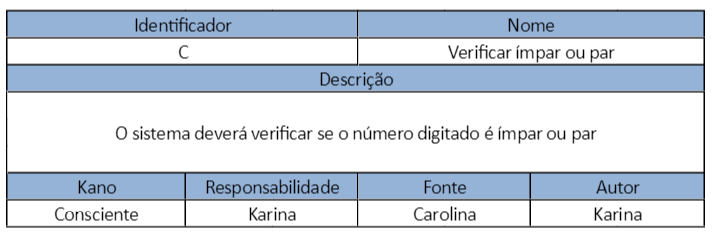 Identificador Nome
C Verificar ímpar ou par
Descrição
O sistema deverá verificar se o número digitado é ímpar ou par
Kano Responsabilidade Fonte Autor
Consciente Karina Carolina Karina